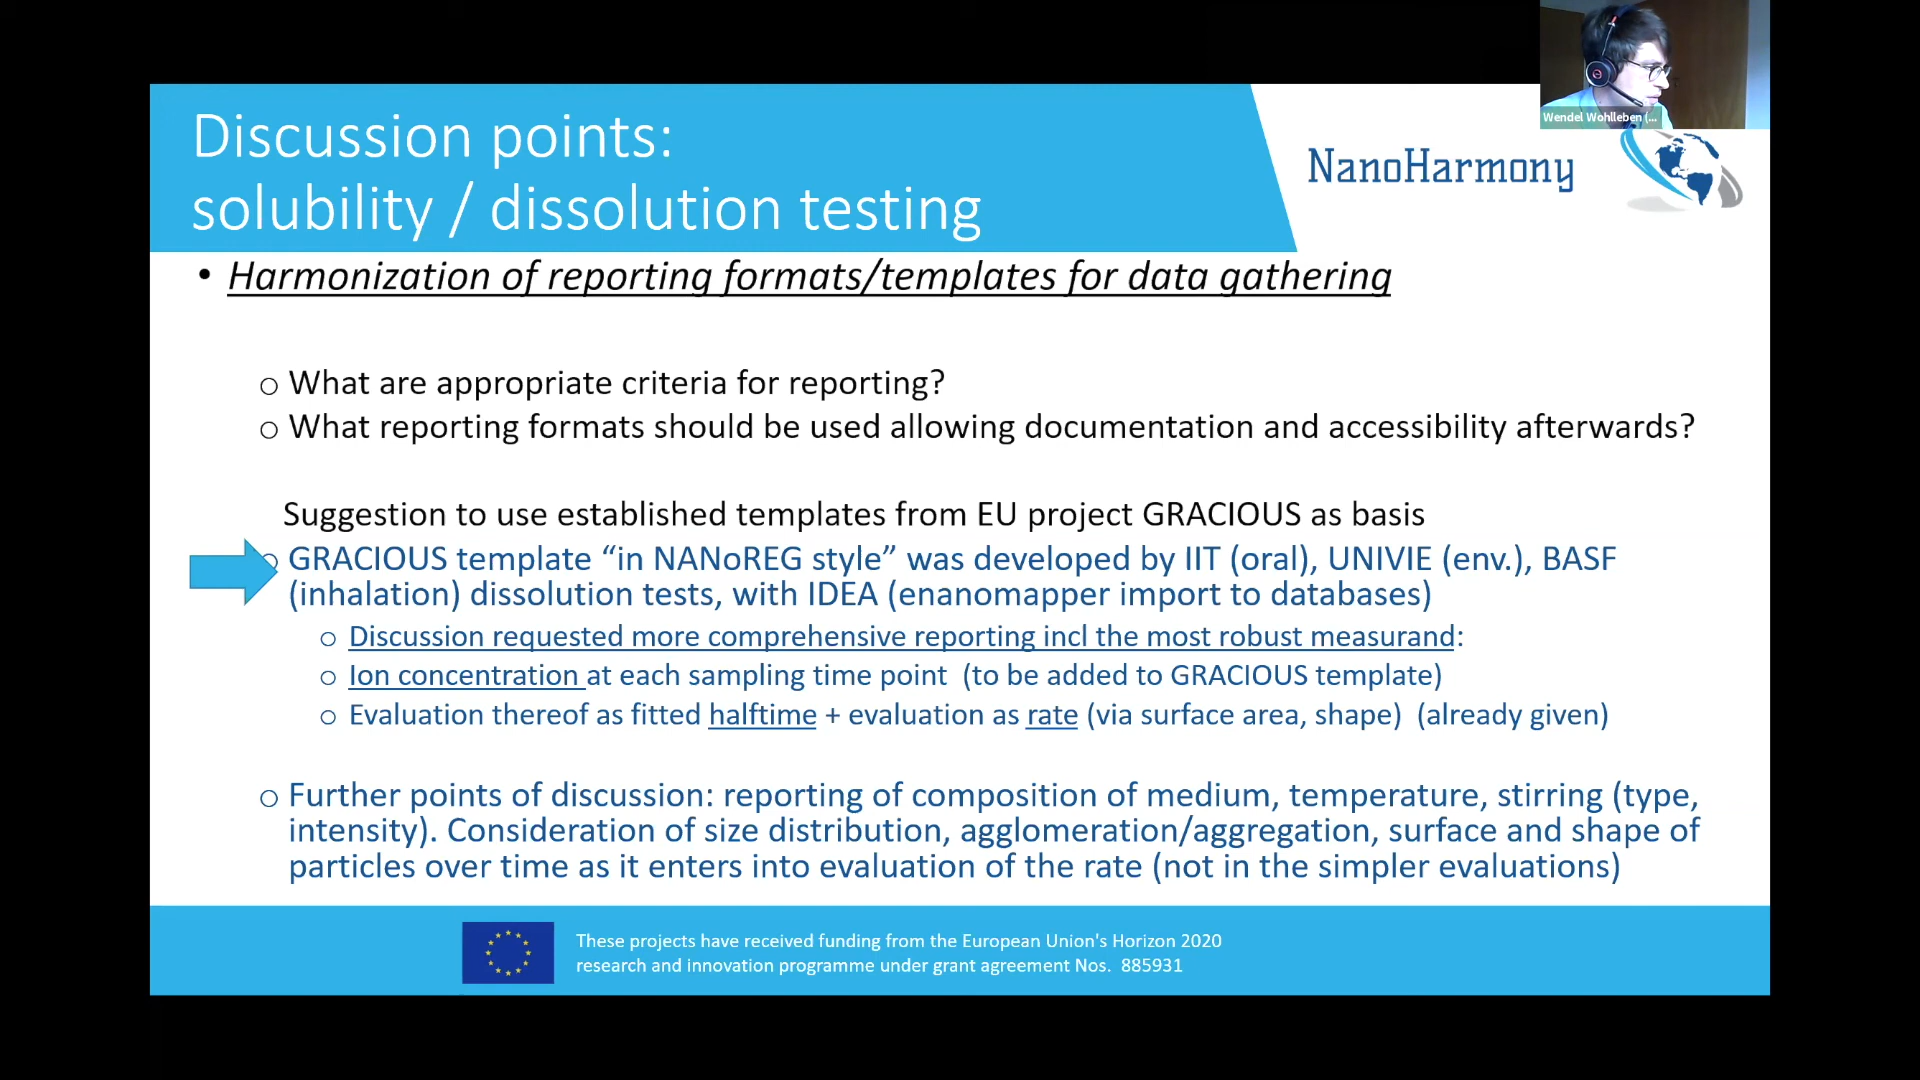 Wendel Wohlleben (...
Discussion points:
solubility / dissolution testing
NanoHarmony
• Harmonization of reporting formats/templates for data gathering
o What are appropriate criteria for reporting?
o What reporting formats should be used allowing documentation and accessibility afterwards?
Suggestion to use established templates from EU project GRACIOUS as basis
o GRACIOUS template “in NANoREG style” was developed by IIT (oral), UNIVIE (env.), BASF
(inhalation) dissolution tests, with IDEA (enanomapper import to databases)
o Discussion requested more comprehensive reporting incl the most robust measurand:
o Ion concentration at each sampling time point (to be added to GRACIOUS template)
o Evaluation thereof as fitted halftime + evaluation as rate (via surface area, shape) (already given)
o Further points of discussion: reporting of composition of medium, temperature, stirring (type,
intensity). Consideration of size distribution, agglomeration/aggregation, surface and shape of
particles over time as it enters into evaluation of the rate (not in the simpler evaluations)
These projects have received funding from the European Union's Horizon 2020
research and innovation programme under grant agreement Nos. 885931